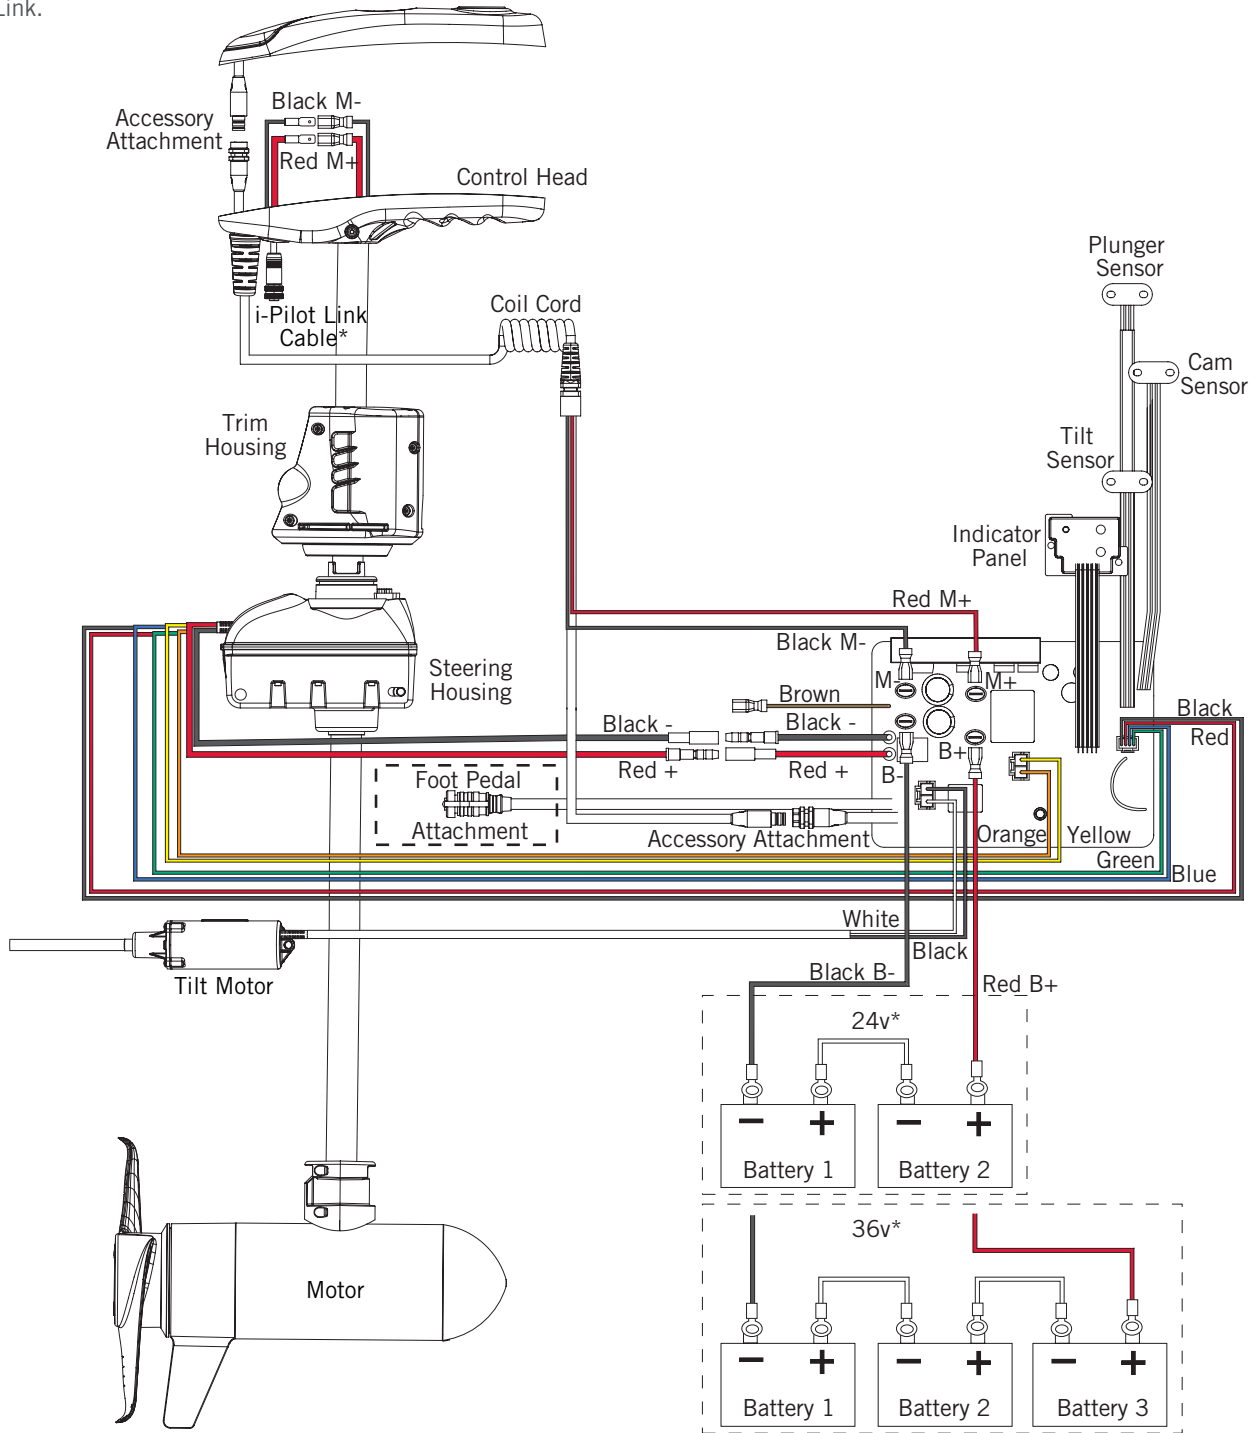 Link.
Black M-
Accessory
Attachment
Red M+
Control Head
Plunger
Sensor
i-Pilot Link
Cable*
Coil Cord
Cam
Sensor
Trim
Housing
Tilt
Sensor
Indicator
Panel
Red M+
Black M-
Steering
Housing
M-
M+
Brown
Black -
Black -
Black
Red
B+
Red +
Red +
B-
Foot Pedal
Attachment
Accessory Attachment
Orange
Yellow
Green
Blue
White
Black
Tilt Motor
Black B-
Red B+
24v*
− + − +
Battery 1
Battery 2
36v*
Motor
− + − + − +
Battery 1
Battery 2
Battery 3